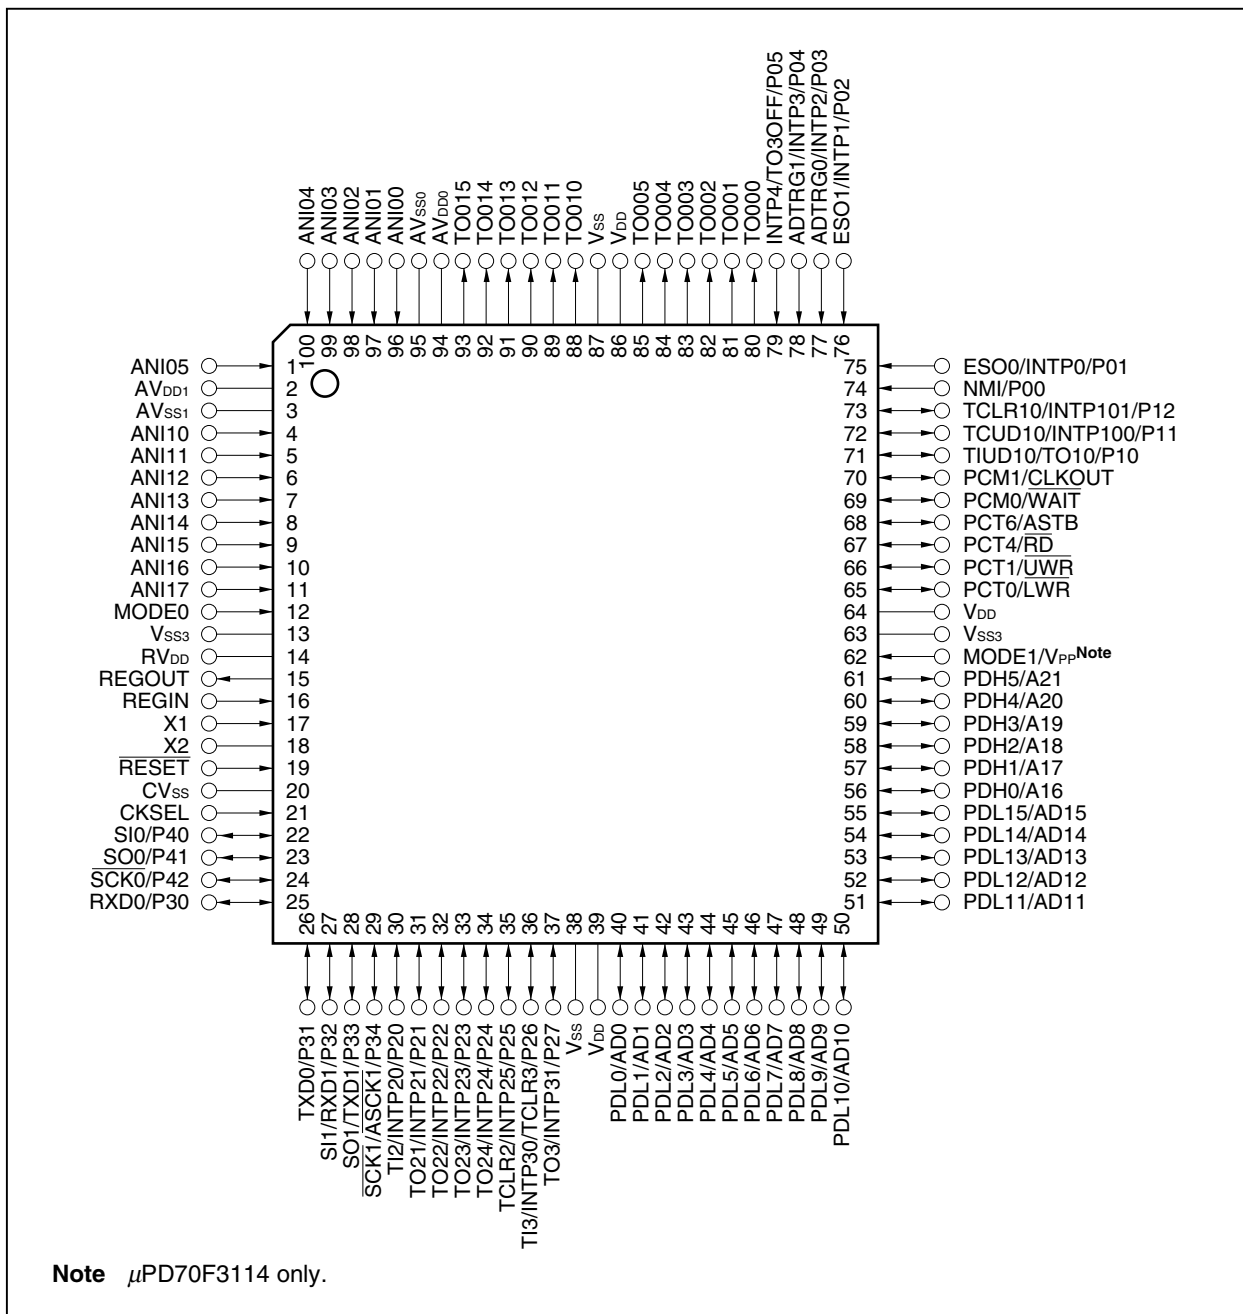 ANI04
ANI03
ANI02
ANI01
ANI00
AVSS0
AVDD0
TO015
TO014
TO013
TO012
TO011
TO010
VSS
VDD
TO005
TO004
TO003
TO002
TO001
TO000
INTP4/TO3OFF/P05
ADTRG1/INTP3/P04
ADTRG0/INTP2/P03
ESO1/INTP1/P02
100
99
98
97
96
95
94
93
92
91
90
89
88
87
86
85
84
83
82
81
80
79
78
77
76
ANI05 1
AVDD1 2
AVSS1 3
ANI10 4
ANI11 5
ANI12 6
ANI13 7
ANI14 8
ANI15 9
ANI16 10
ANI17 11
MODE0 12
VSS3 13
RVDD 14
REGOUT 15
REGIN 16
X1 17
X2 18
RESET 19
CVSS 20
CKSEL 21
SI0/P40 22
SO0/P41 23
SCK0/P42 24
RXD0/P30 25
75 ESO0/INTP0/P01
74 NMI/P00
73 TCLR10/INTP101/P12
72 TCUD10/INTP100/P11
71 TIUD10/TO10/P10
70 PCM1/CLKOUT
69 PCM0/WAIT
68 PCT6/ASTB
67 PCT4/RD
66 PCT1/UWR
65 PCT0/LWR
64 VDD
63 VSS3
62 MODE1/VPP Note
61 PDH5/A21
60 PDH4/A20
59 PDH3/A19
58 PDH2/A18
57 PDH1/A17
56 PDH0/A16
55 PDL15/AD15
54 PDL14/AD14
53 PDL13/AD13
52 PDL12/AD12
51 PDL11/AD11
26
27
28
29
30
31
32
33
34
35
36
37
38
39
40
41
42
43
44
45
46
47
48
49
50
TXD0/P31
SI1/RXD1/P32
SO1/TXD1/P33
SCK1/ASCK1/P34
TI2/INTP20/P20
TO21/INTP21/P21
TO22/INTP22/P22
TO23/INTP23/P23
TO24/INTP24/P24
TCLR2/INTP25/P25
TI3/INTP30/TCLR3/P26
TO3/INTP31/P27
VSS
VDD
PDL0/AD0
PDL1/AD1
PDL2/AD2
PDL3/AD3
PDL4/AD4
PDL5/AD5
PDL6/AD6
PDL7/AD7
PDL8/AD8
PDL9/AD9
PDL10/AD10
Note μPD70F3114 only.